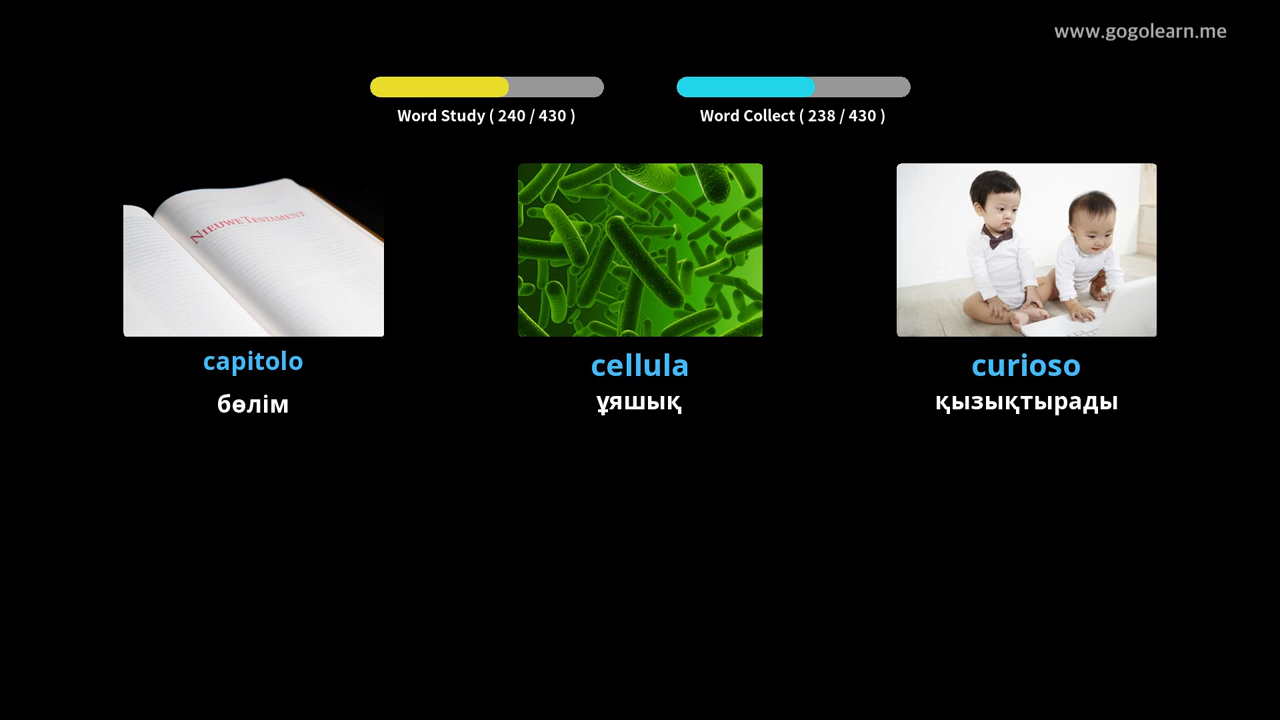 www.gogolearn.me
Word Study ( 240 / 430 )
Word Collect ( 238 / 430 )
NIEUWE TESTAMENT
capitolo
бөлім
cellula
ұяшық
curioso
қызықтырады